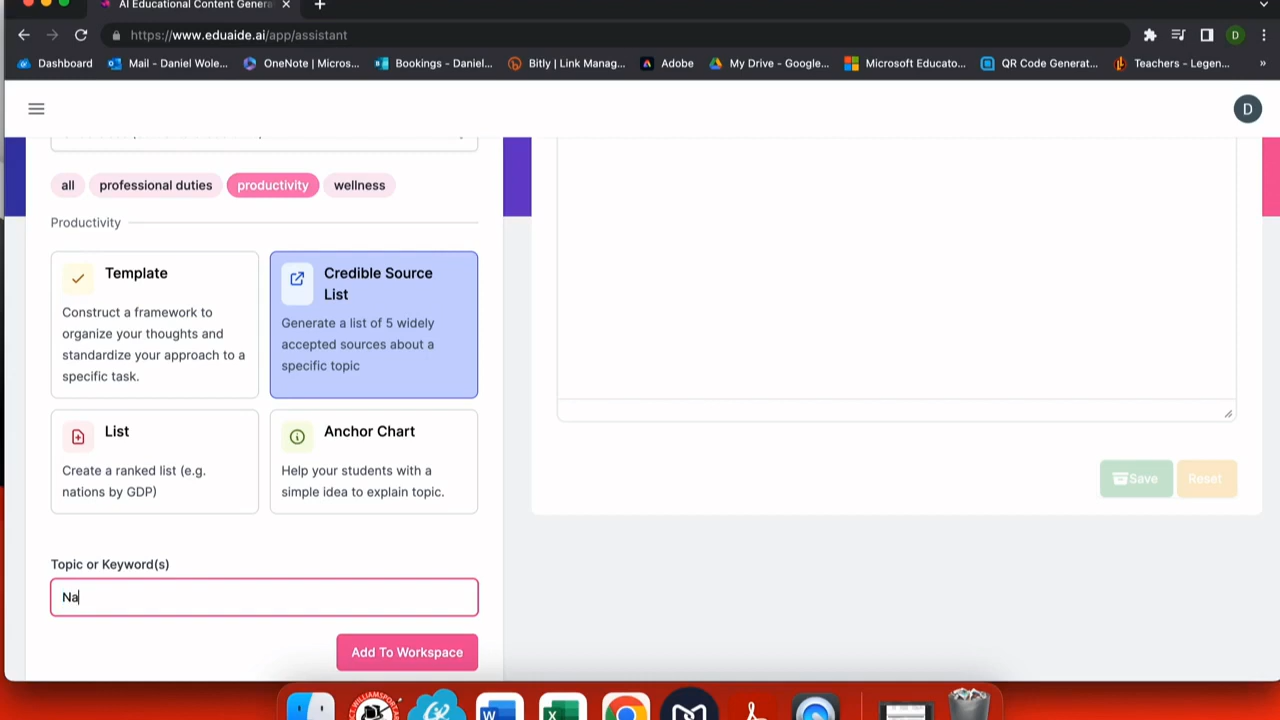 AI Educational Content Genera
https://www.eduaide.ai/app/assistant
D
Dashboard
Mail - Daniel Wole...
OneNote | Micros...
Bookings - Daniel...
Bitly | Link Manag...
Adobe
My Drive - Google...
Microsoft Educato...
QR Code Generat...
Teachers - Legen...
»
D
all
professional duties
productivity
wellness
Productivity
Template
Construct a framework to
organize your thoughts and
standardize your approach to a
specific task.
Credible Source
List
Generate a list of 5 widely
accepted sources about a
specific topic
List
Create a ranked list (e.g.
nations by GDP)
Anchor Chart
Help your students with a
simple idea to explain topic.
Save
Reset
Topic or Keyword(s)
Na
Add To Workspace